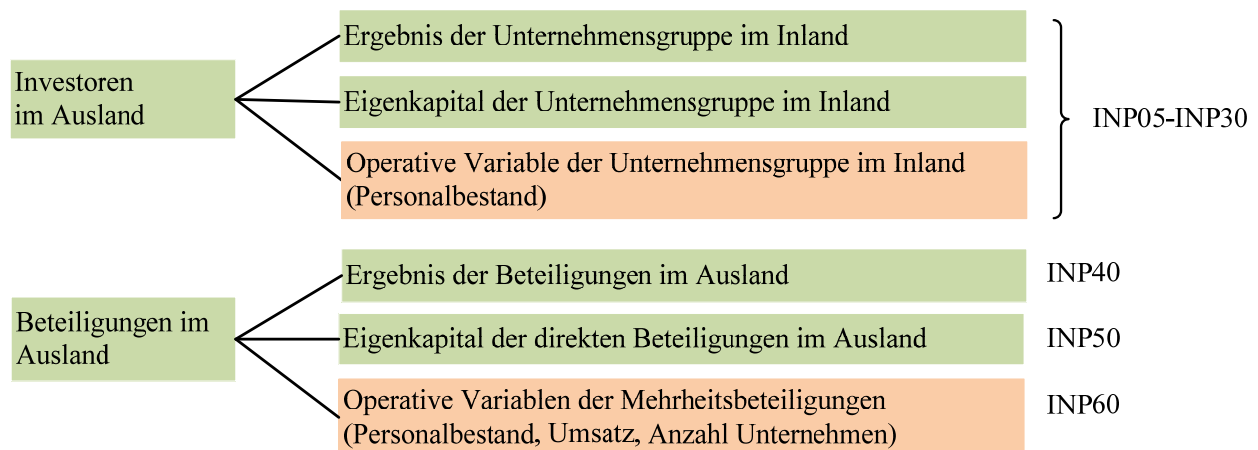 Ergebnis der Unternehmensgruppe im Inland
Investoren
im Ausland
Eigenkapital der Unternehmensgruppe im Inland
INP05-INP30
Operative Variable der Unternehmensgruppe im Inland
(Personalbestand)
Ergebnis der Beteiligungen im Ausland
INP40
Beteiligungen im
Ausland
Eigenkapital der direkten Beteiligungen im Ausland
INP50
Operative Variablen der Mehrheitsbeteiligungen
(Personalbestand, Umsatz, Anzahl Unternehmen)
INP60